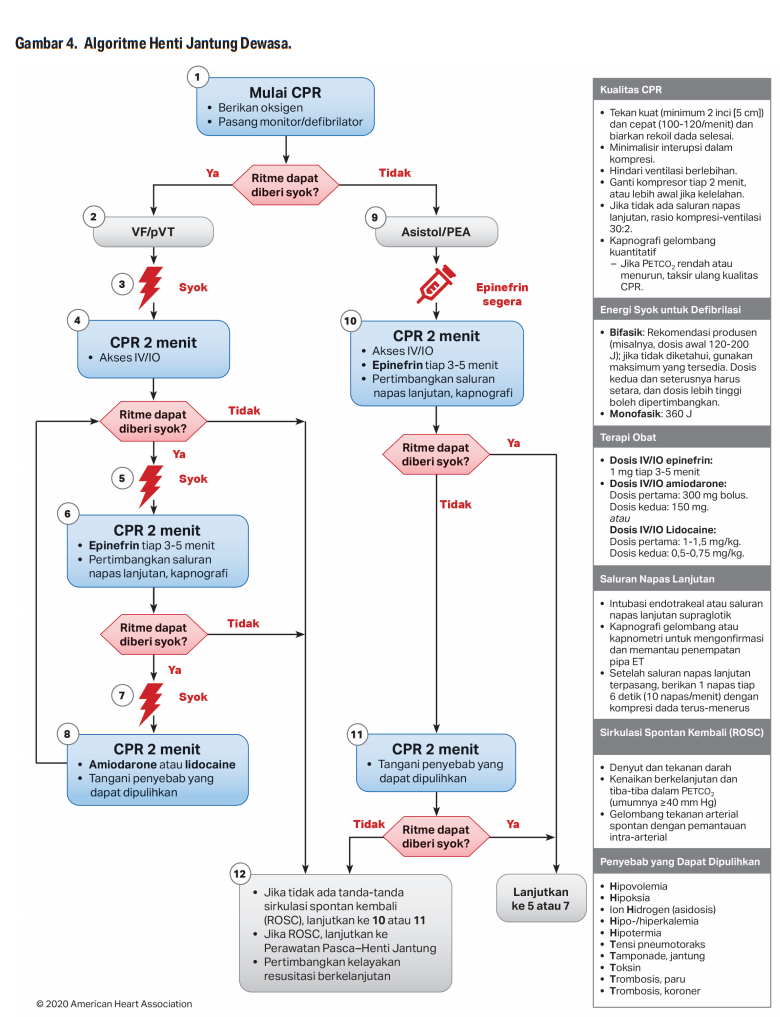 Gambar 4. Algoritme Henti Jantung Dewasa.
1
Mulai CPR
• Berikan oksigen
• Pasang monitor/defibrilator
Ritme dapat
diberi syok?
Ya
Tidak
2
VF/pVT
3
Syok
4
CPR 2 menit
• Akses IV/IO
Ritme dapat
diberi syok?
Tidak
Ya
5
Syok
6
CPR 2 menit
• Epinefrin tiap 3-5 menit
• Pertimbangkan saluran
napas lanjutan, kapnografi
Ritme dapat
diberi syok?
Tidak
Ya
7
Syok
8
CPR 2 menit
• Amiodarone atau lidocaine
• Tangani penyebab yang
dapat dipulihkan
9
Asistol/PEA
Epinefrin
segera
10
CPR 2 menit
• Akses IV/IO
• Epinefrin tiap 3-5 menit
• Pertimbangkan saluran
napas lanjutan, kapnografi
Ritme dapat
diberi syok?
Ya
Tidak
11
CPR 2 menit
• Tangani penyebab yang
dapat dipulihkan
Tidak
Ritme dapat
diberi syok?
Ya
12
• Jika tidak ada tanda-tanda
sirkulasi spontan kembali
(ROSC), lanjutkan ke 10 atau 11
• Jika ROSC, lanjutkan ke
Perawatan Pasca–Henti Jantung
• Pertimbangkan kelayakan
resusitasi berkelanjutan
Lanjutkan
ke 5 atau 7
Kualitas CPR
• Tekan kuat (minimum 2 inci [5 cm])
dan cepat (100-120/menit) dan
biarkan rekoil dada selesai.
• Minimalisir interupsi dalam
kompresi.
• Hindari ventilasi berlebihan.
• Ganti kompresor tiap 2 menit,
atau lebih awal jika kelelahan.
• Jika tidak ada saluran napas
lanjutan, rasio kompresi-ventilasi
30:2.
• Kapnografi gelombang
kuantitatif
– Jika PETCO₂ rendah atau
menurun, taksir ulang kualitas
CPR.
Energi Syok untuk Defibrilasi
• Bifasik: Rekomendasi produsen
(misalnya, dosis awal 120-200
J); jika tidak diketahui, gunakan
maksimum yang tersedia. Dosis
kedua dan seterusnya harus
setara, dan dosis lebih tinggi
boleh dipertimbangkan.
• Monofasik: 360 J
Terapi Obat
• Dosis IV/IO epinefrin:
1 mg tiap 3-5 menit
• Dosis IV/IO amiodarone:
Dosis pertama: 300 mg bolus.
Dosis kedua: 150 mg.
atau
Dosis IV/IO Lidocaine:
Dosis pertama: 1-1,5 mg/kg.
Dosis kedua: 0,5-0,75 mg/kg.
Saluran Napas Lanjutan
• Intubasi endotrakeal atau saluran
napas lanjutan supraglotik
• Kapnografi gelombang atau
kapnometri untuk mengonfirmasi
dan memantau penempatan
pipa ET
• Setelah saluran napas lanjutan
terpasang, berikan 1 napas tiap
6 detik (10 napas/menit) dengan
kompresi dada terus-menerus
Sirkulasi Spontan Kembali (ROSC)
• Denyut dan tekanan darah
• Kenaikan berkelanjutan dan
tiba-tiba dalam PETCO₂
(umumnya ≥40 mm Hg)
• Gelombang tekanan arterial
spontan dengan pemantauan
intra-arterial
Penyebab yang Dapat Dipulihkan
• Hipovolemia
• Hipoksia
• Ion Hidrogen (asidosis)
• Hipo-/hiperkalemia
• Hipotermia
• Tensi pneumotoraks
• Tamponade, jantung
• Toksin
• Trombosis, paru
• Trombosis, koroner
© 2020 American Heart Association